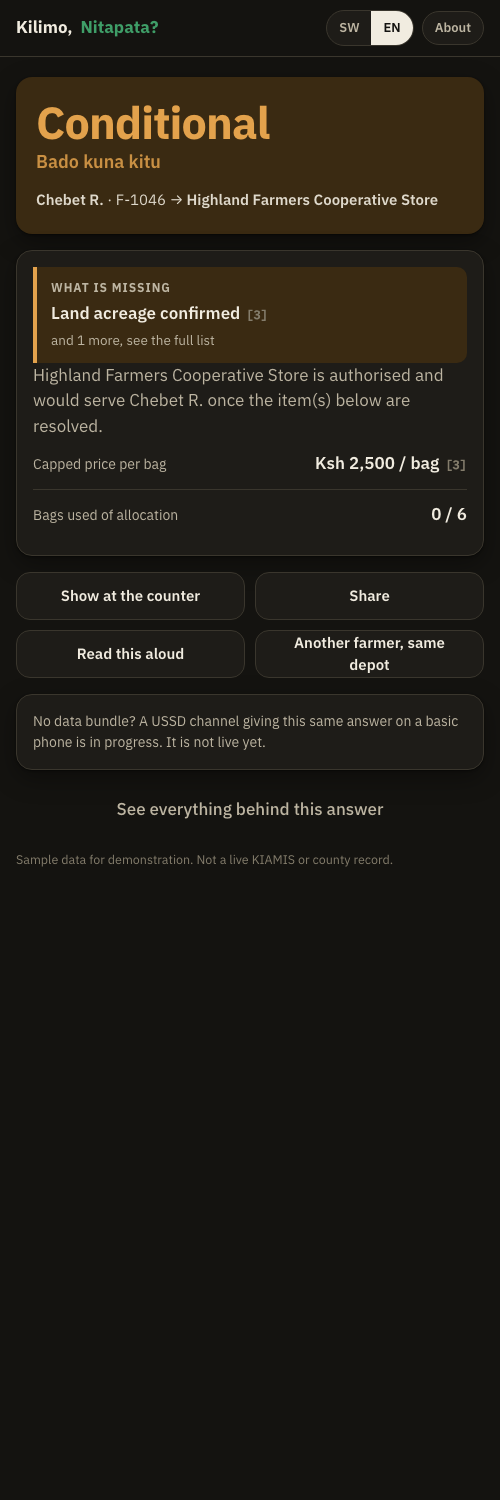 Kilimo, Nitapata?
SW EN About
Conditional
Bado kuna kitu
Chebet R. · F-1046 → Highland Farmers Cooperative Store
WHAT IS MISSING
Land acreage confirmed [3]
and 1 more, see the full list
Highland Farmers Cooperative Store is authorised and
would serve Chebet R. once the item(s) below are
resolved.
Capped price per bag Ksh 2,500 / bag [3]
Bags used of allocation 0 / 6
Show at the counter
Share
Read this aloud
Another farmer, same
depot
No data bundle? A USSD channel giving this same answer on a basic
phone is in progress. It is not live yet.
See everything behind this answer
Sample data for demonstration. Not a live KIAMIS or county record.